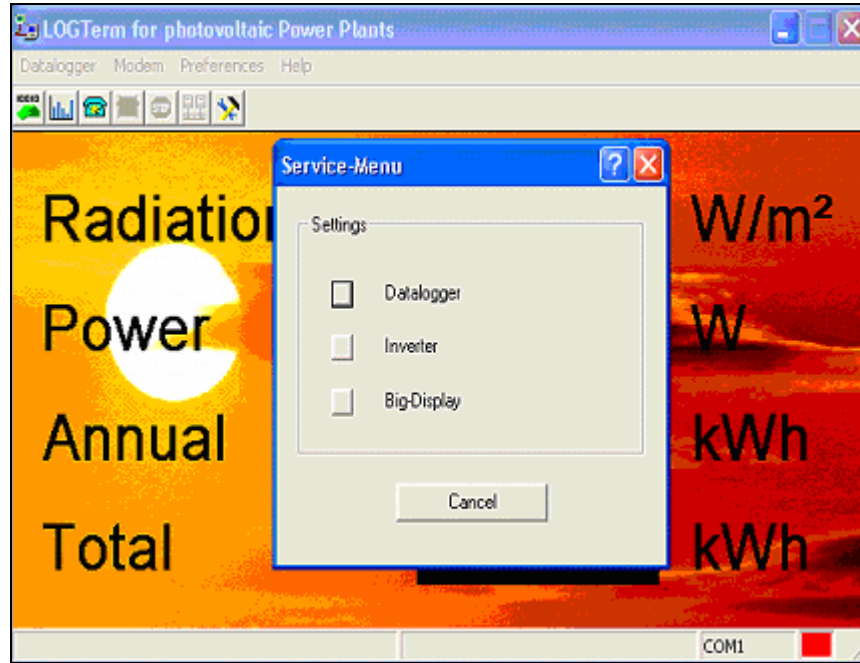 LOGTerm for photovoltaic Power Plants
Datalogger Modem Preferences Help
Service-Menu
Settings
Radiatio W/m²
Datalogger
Power W
Inverter
Big-Display
Annual kWh
Cancel
Total kWh
COM1